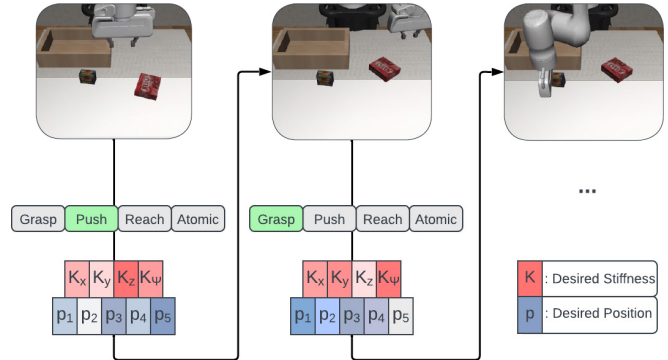 Grasp Push Reach Atomic
Grasp Push Reach Atomic
...
Kx Ky Kz KΨ
Kx Ky Kz KΨ
K : Desired Stiffness
p1 p2 p3 p4 p5
p1 p2 p3 p4 p5
p : Desired Position